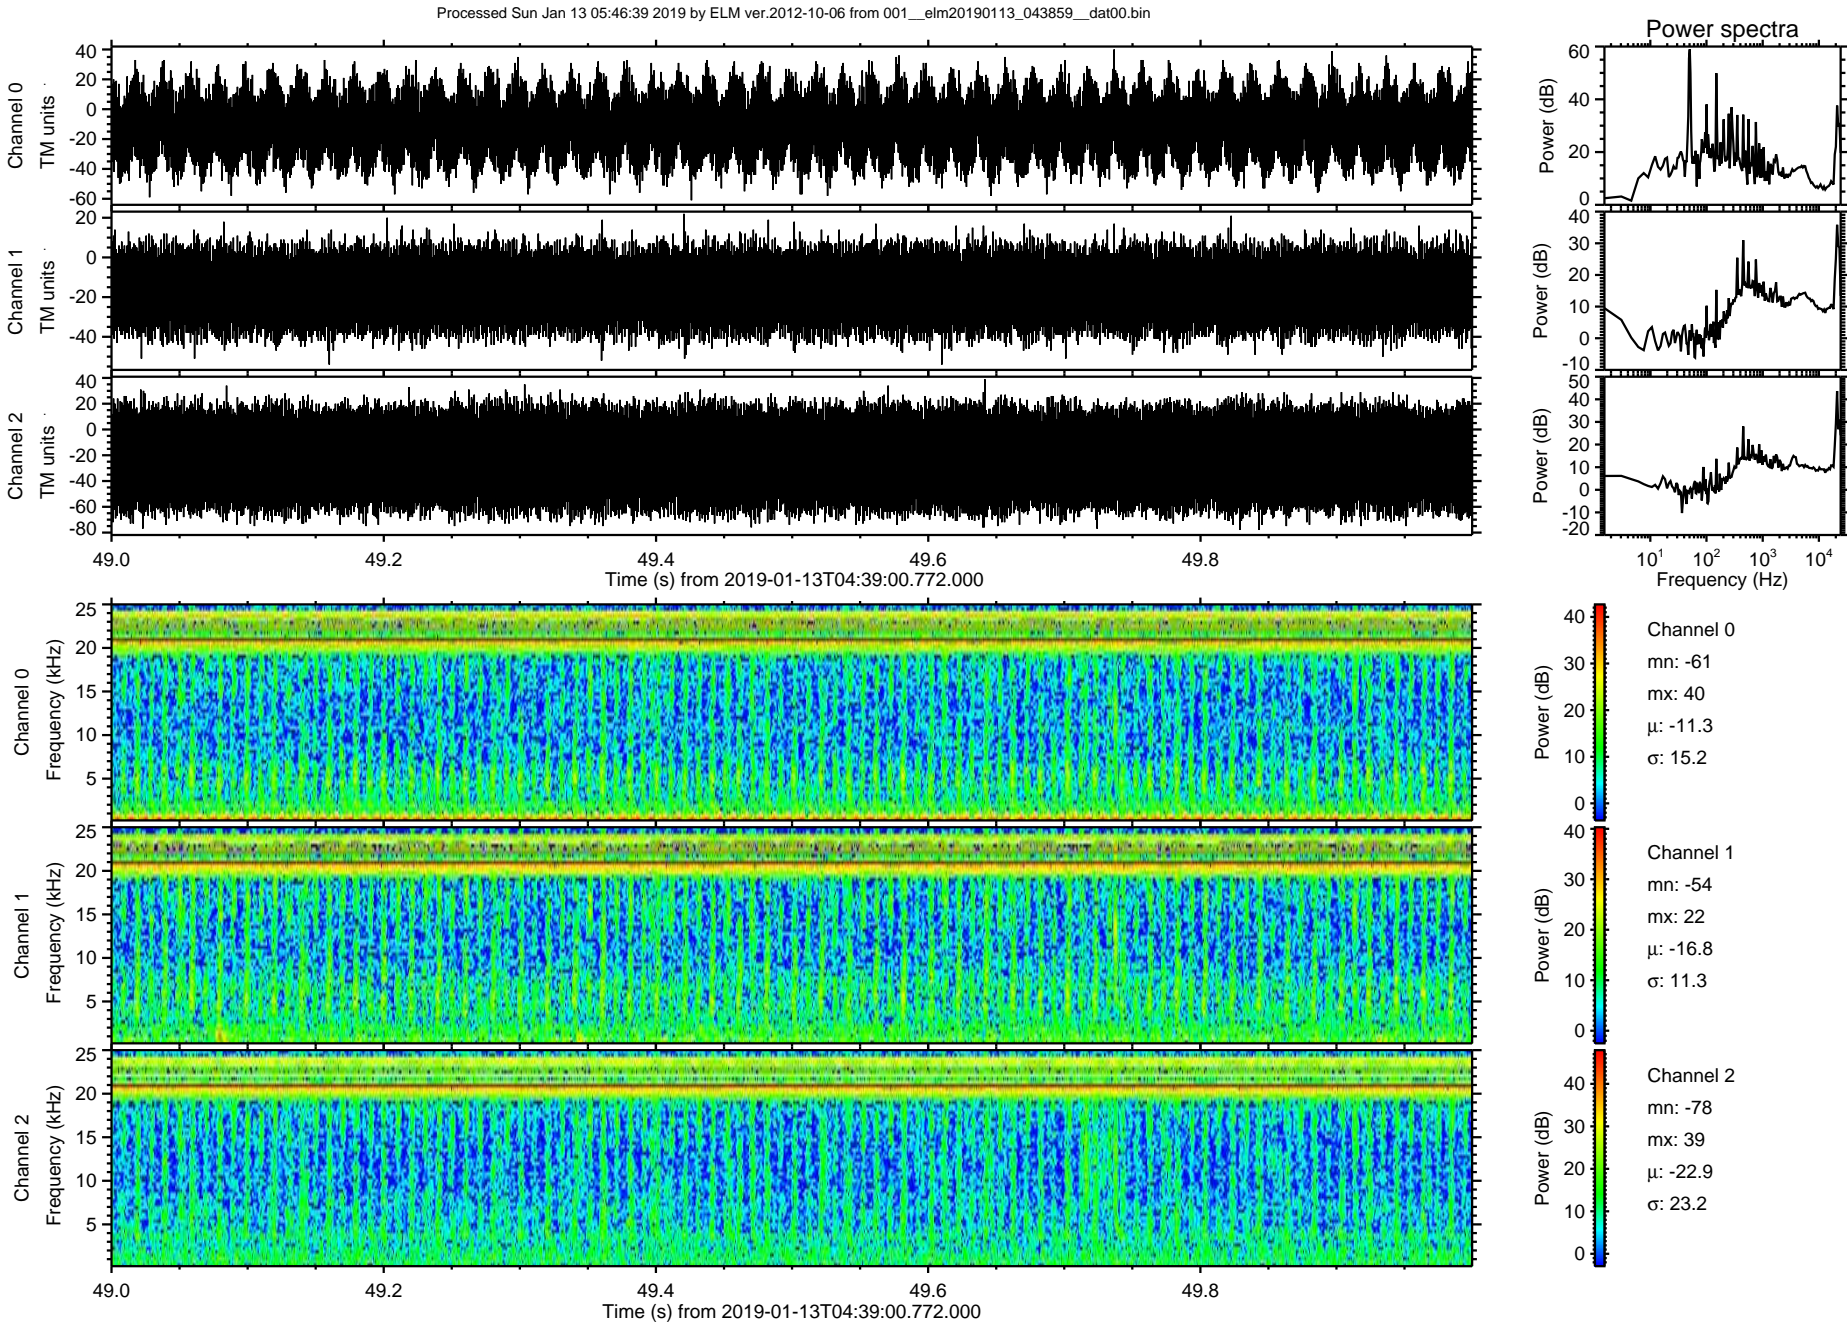 Processed Sun Jan 13 05:46:39 2019 by ELM ver.2012-10-06 from 001__elm20190113_043859__dat00.bin
Power spectra
Channel 0
TM units
40
20
0
-20
-40
-60
Power (dB)
60
40
20
0
Channel 1
TM units
20
0
-20
-40
Power (dB)
40
30
20
10
0
-10
Channel 2
TM units
40
20
0
-20
-40
-60
-80
Power (dB)
50
40
30
20
10
0
-10
-20
49.0 49.2 49.4 49.6 49.8
Time (s) from 2019-01-13T04:39:00.772.000
10¹ 10² 10³ 10⁴
Frequency (Hz)
Channel 0
Frequency (kHz)
25
20
15
10
5
Power (dB)
40
30
20
10
0
Channel 0
mn: -61
mx: 40
μ: -11.3
σ: 15.2
Channel 1
Frequency (kHz)
25
20
15
10
5
Power (dB)
40
30
20
10
0
Channel 1
mn: -54
mx: 22
μ: -16.8
σ: 11.3
Channel 2
Frequency (kHz)
25
20
15
10
5
Power (dB)
40
30
20
10
0
Channel 2
mn: -78
mx: 39
μ: -22.9
σ: 23.2
49.0 49.2 49.4 49.6 49.8
Time (s) from 2019-01-13T04:39:00.772.000